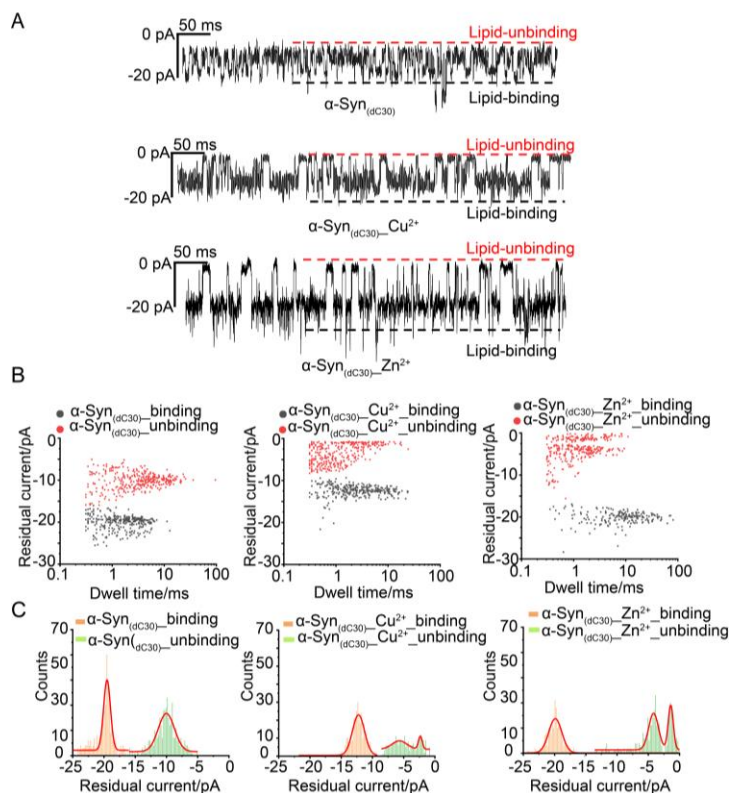 A
50 ms
0 pA
-20 pA
Lipid-unbinding
Lipid-binding
α-Syn(dC30)
50 ms
0 pA
-20 pA
Lipid-unbinding
Lipid-binding
α-Syn(dC30)_Cu²⁺
50 ms
0 pA
-20 pA
Lipid-unbinding
Lipid-binding
α-Syn(dC30)_Zn²⁺
B
α-Syn(dC30)_binding
α-Syn(dC30)_unbinding
Residual current/pA
0
-10
-20
-30
0.1 1 10 100
Dwell time/ms
α-Syn(dC30)_Cu²⁺_binding
α-Syn(dC30)_Cu²⁺_unbinding
Residual current/pA
0
-10
-20
-30
0.1 1 10 100
Dwell time/ms
α-Syn(dC30)_Zn²⁺_binding
α-Syn(dC30)_Zn²⁺_unbinding
Residual current/pA
0
-10
-20
-30
0.1 1 10 100
Dwell time/ms
C
α-Syn(dC30)_binding
α-Syn((dC30)_unbinding
Counts
70
50
30
10
0
-25 -20 -15 -10 -5 0
Residual current/pA
α-Syn(dC30)_Cu²⁺_binding
α-Syn(dC30)_Cu²⁺_unbinding
Counts
70
50
30
10
0
-25 -20 -15 -10 -5 0
Residual current/pA
α-Syn(dC30)_Zn²⁺_binding
α-Syn(dC30)_Zn²⁺_unbinding
Counts
70
50
30
10
0
-25 -20 -15 -10 -5 0
Residual current/pA